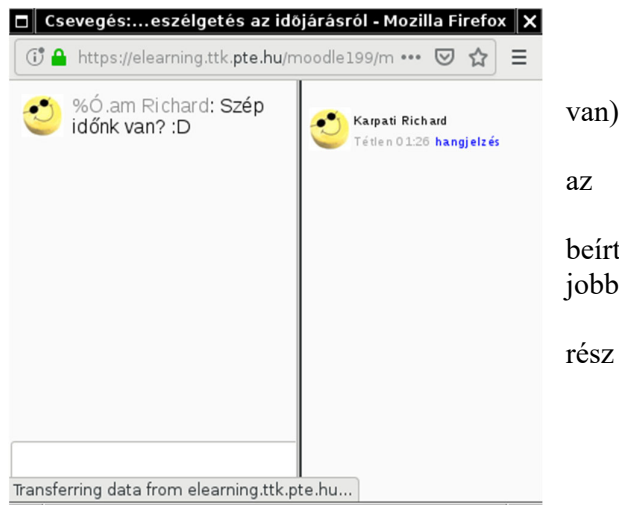 Csevegés:...eszélgetés az idõjárásról - Mozilla Firefox
https://elearning.ttk.pte.hu/moodle199/m
%Ó.am Richard: Szép
időnk van? :D
Karpati Richard
Tétlen 01:26 hangjelzés
Transferring data from elearning.ttk.pte.hu...
van)
az
beírt
jobb
rész